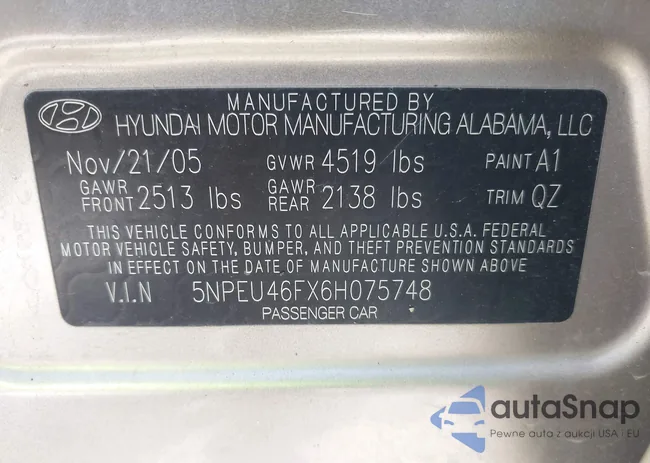 MANUFACTURED BY
HYUNDAI MOTOR MANUFACTURING ALABAMA, LLC
Nov/21/05 GVWR 4519 lbs PAINT A1
GAWR FRONT 2513 lbs GAWR REAR 2138 lbs TRIM QZ
THIS VEHICLE CONFORMS TO ALL APPLICABLE U.S.A. FEDERAL
MOTOR VEHICLE SAFETY, BUMPER, AND THEFT PREVENTION STANDARDS
IN EFFECT ON THE DATE OF MANUFACTURE SHOWN ABOVE
V.I.N 5NPEU46FX6H075748
PASSENGER CAR
autaSnap
Pewne auta z aukcji USA i EU